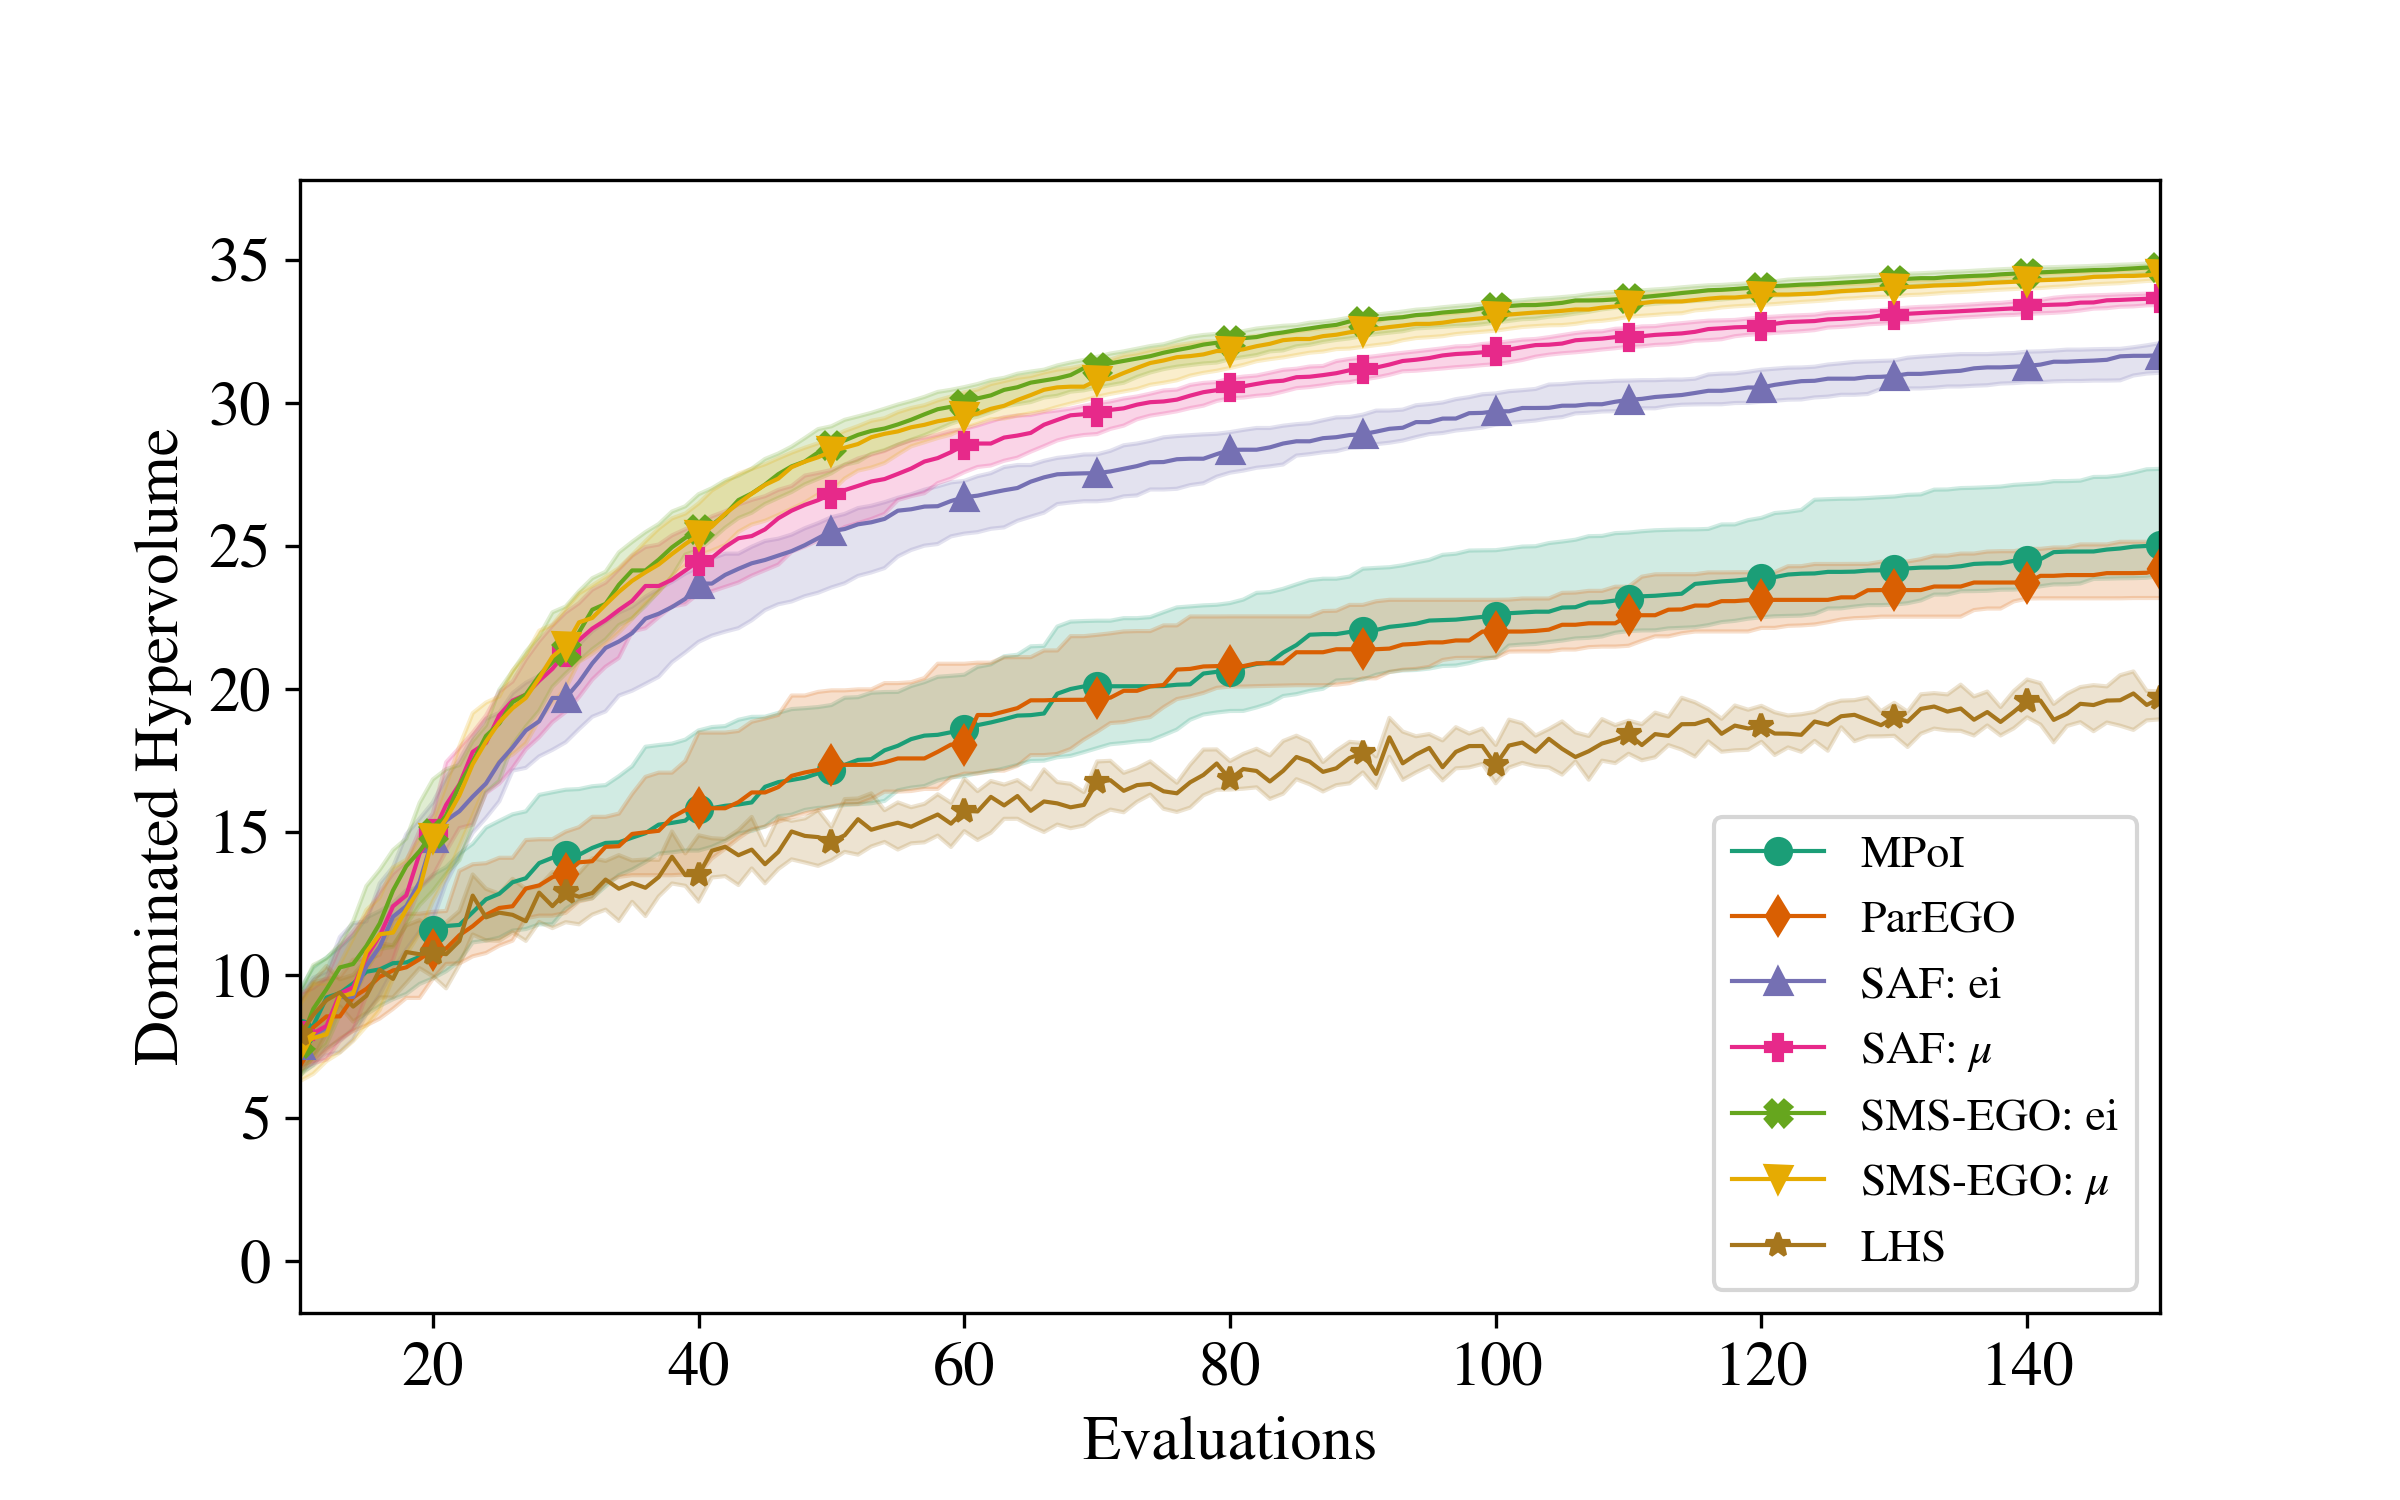 Dominated Hypervolume
35
30
25
20
15
10
5
0
MPoI
ParEGO
SAF: ei
SAF: μ
SMS-EGO: ei
SMS-EGO: μ
LHS
20 40 60 80 100 120 140
Evaluations